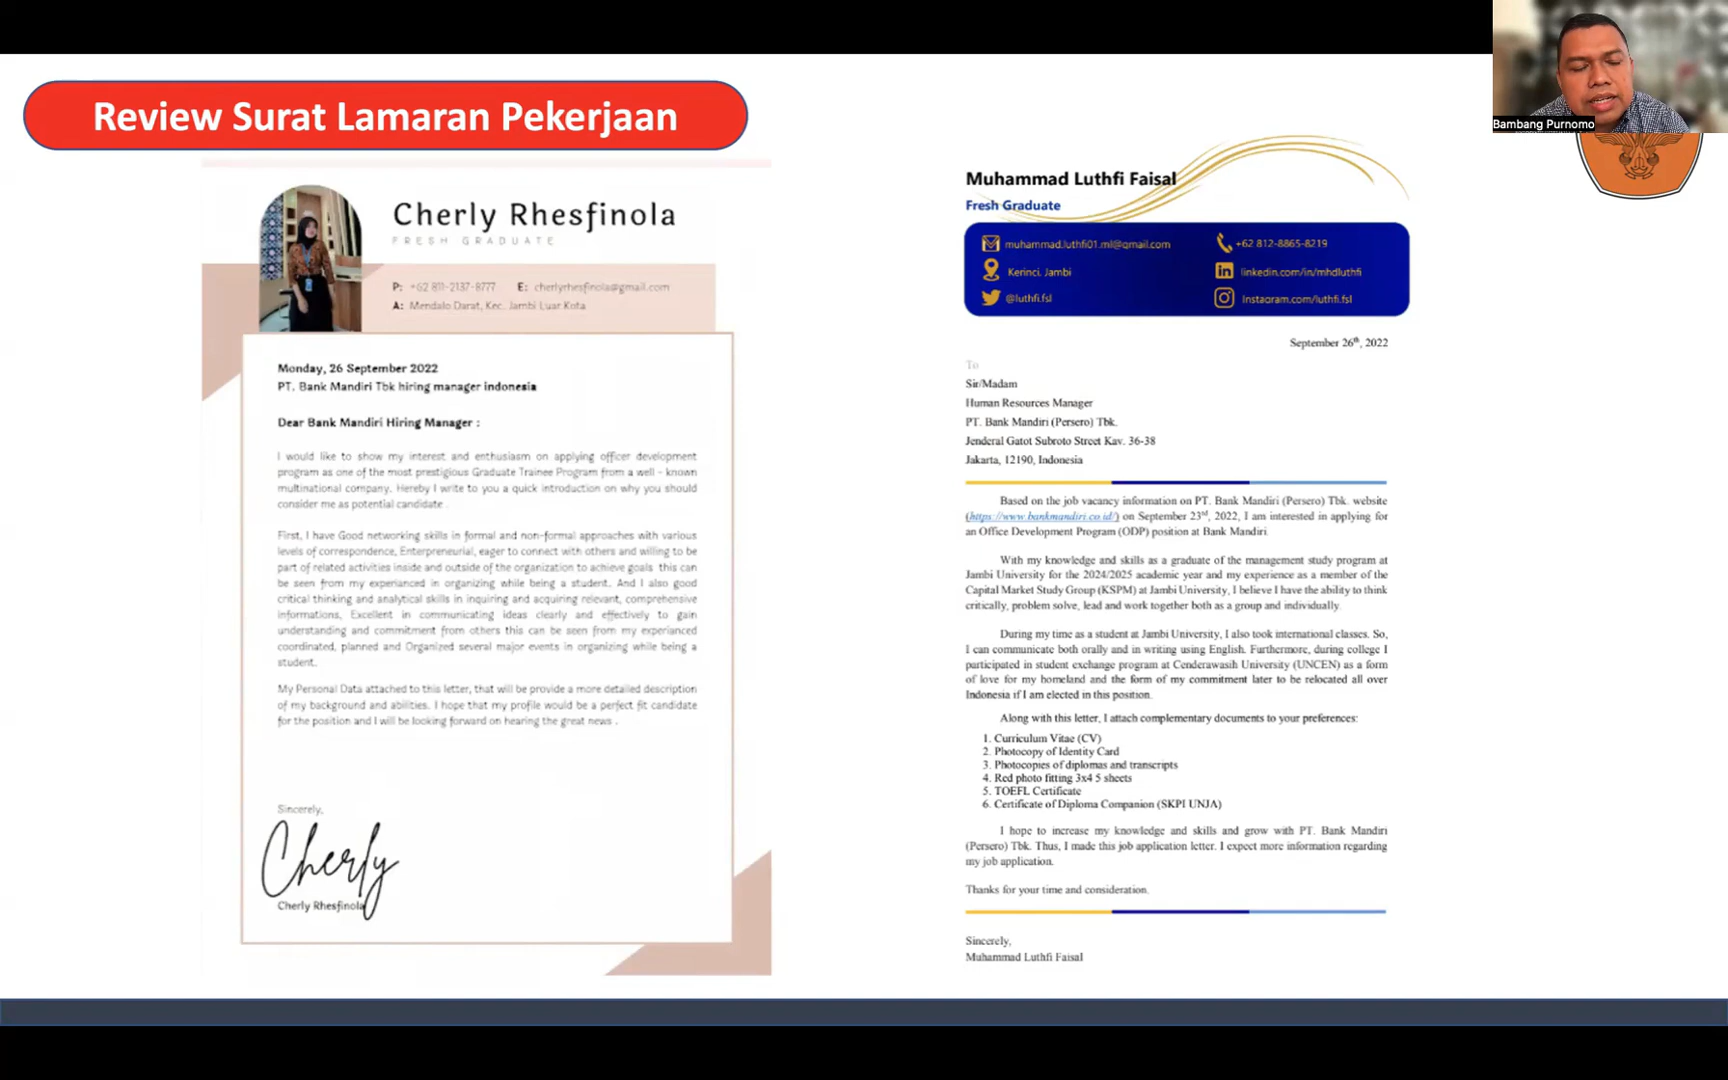 Review Surat Lamaran Pekerjaan
Bambang Purnomo
Cherly Rhesfinola
FRESH GRADUATE
P: +62 811-2137-8777 E: cherlyrhesfinola@gmail.com
A: Mendalo Darat, Kec. Jambi Luar Kota
Monday, 26 September 2022
PT. Bank Mandiri Tbk hiring manager indonesia
Dear Bank Mandiri Hiring Manager :
I would like to show my interest and enthusiasm on applying officer development
program as one of the most prestigious Graduate Trainee Program from a well - known
multinational company. Hereby I write to you a quick introduction on why you should
consider me as potential candidate .
First, I have Good networking skills in formal and non-formal approaches with various
levels of correspondence, Enterpreneurial, eager to connect with others and willing to be
part of related activities inside and outside of the organization to achieve goals this can
be seen from my experianced in organizing while being a student. And I also good
critical thinking and analytical skills in inquiring and acquiring relevant, comprehensive
informations, Excellent in communicating ideas clearly and effectively to gain
understanding and commitment from others this can be seen from my experianced
coordinated, planned and Organized several major events in organizing while being a
student.
My Personal Data attached to this letter, that will be provide a more detailed description
of my background and abilities. I hope that my profile would be a perfect fit candidate
for the position and I will be looking forward on hearing the great news .
Sincerely,
Cherly
Cherly Rhesfinola
Muhammad Luthfi Faisal
Fresh Graduate
muhammad.luthfi01.ml@gmail.com
+62 812-8865-8219
Kerinci, Jambi
linkedin.com/in/mhdluthfi
@luthfi.fsl
Instagram.com/luthfi.fsl
September 26th, 2022
To
Sir/Madam
Human Resources Manager
PT. Bank Mandiri (Persero) Tbk.
Jenderal Gatot Subroto Street Kav. 36-38
Jakarta, 12190, Indonesia
Based on the job vacancy information on PT. Bank Mandiri (Persero) Tbk. website
(https://www.bankmandiri.co.id/) on September 23rd, 2022, I am interested in applying for
an Office Development Program (ODP) position at Bank Mandiri.
With my knowledge and skills as a graduate of the management study program at
Jambi University for the 2024/2025 academic year and my experience as a member of the
Capital Market Study Group (KSPM) at Jambi University, I believe I have the ability to think
critically, problem solve, lead and work together both as a group and individually.
During my time as a student at Jambi University, I also took international classes. So,
I can communicate both orally and in writing using English. Furthermore, during college I
participated in student exchange program at Cenderawasih University (UNCEN) as a form
of love for my homeland and the form of my commitment later to be relocated all over
Indonesia if I am elected in this position.
Along with this letter, I attach complementary documents to your preferences:
1. Curriculum Vitae (CV)
2. Photocopy of Identity Card
3. Photocopies of diplomas and transcripts
4. Red photo fitting 3x4 5 sheets
5. TOEFL Certificate
6. Certificate of Diploma Companion (SKPI UNJA)
I hope to increase my knowledge and skills and grow with PT. Bank Mandiri
(Persero) Tbk. Thus, I made this job application letter. I expect more information regarding
my job application.
Thanks for your time and consideration.
Sincerely,
Muhammad Luthfi Faisal